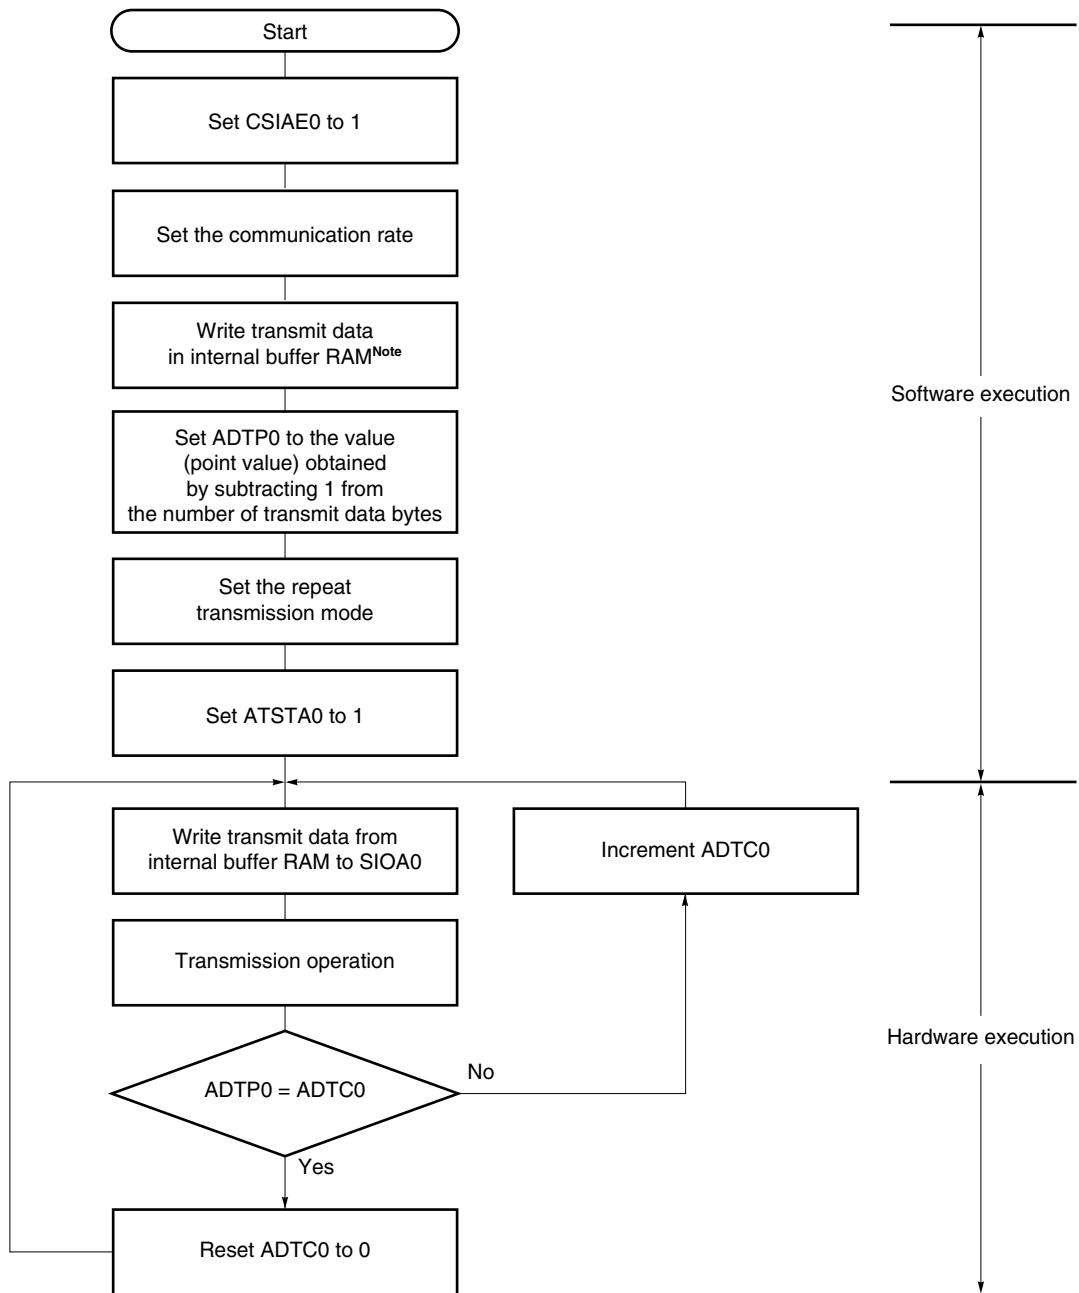 Start
Set CSIAE0 to 1
Set the communication rate
Write transmit data
in internal buffer RAMNote
Set ADTP0 to the value
(point value) obtained
by subtracting 1 from
the number of transmit data bytes
Set the repeat
transmission mode
Set ATSTA0 to 1
Software execution
Write transmit data from
internal buffer RAM to SIOA0
Increment ADTC0
Transmission operation
ADTP0 = ADTC0
No
Yes
Reset ADTC0 to 0
Hardware execution